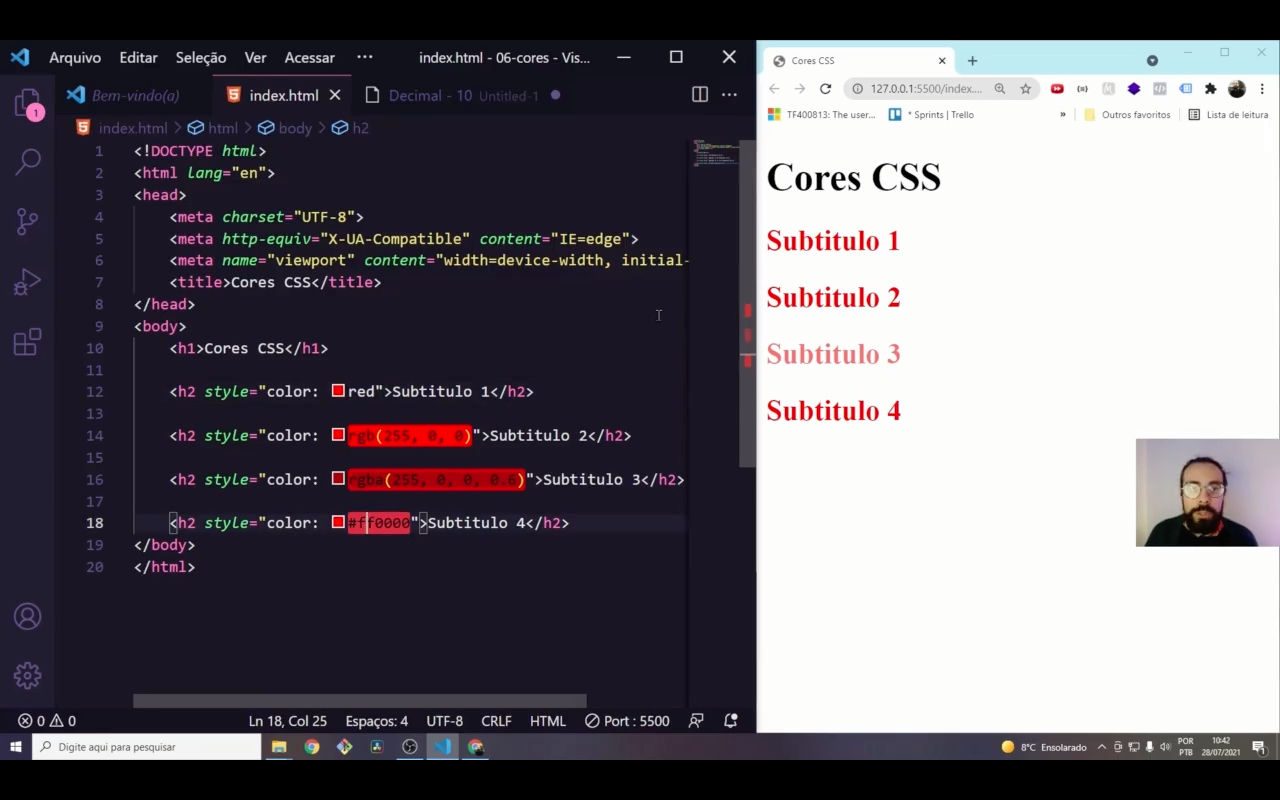 Arquivo Editar Seleção Ver Acessar ··· index.html - 06-cores - Vis...
Bem-vindo(a) index.html Decimal - 10 Untitled-1
index.html > html > body > h2
1 <!DOCTYPE html>
2 <html lang="en">
3 <head>
4 <meta charset="UTF-8">
5 <meta http-equiv="X-UA-Compatible" content="IE=edge">
6 <meta name="viewport" content="width=device-width, initial-
7 <title>Cores CSS</title>
8 </head>
9 <body>
10 <h1>Cores CSS</h1>
11
12 <h2 style="color: red">Subtitulo 1</h2>
13
14 <h2 style="color: rgb(255, 0, 0)">Subtitulo 2</h2>
15
16 <h2 style="color: rgba(255, 0, 0, 0.6)">Subtitulo 3</h2>
17
18 <h2 style="color: #ff0000">Subtitulo 4</h2>
19 </body>
20 </html>
1
0 0 Ln 18, Col 25 Espaços: 4 UTF-8 CRLF HTML Port : 5500
Cores CSS
127.0.0.1:5500/index....
TF400813: The user... * Sprints | Trello » Outros favoritos Lista de leitura
Cores CSS
Subtitulo 1
Subtitulo 2
Subtitulo 3
Subtitulo 4
Digite aqui para pesquisar
8°C Ensolarado
POR
PTB
10:42
28/07/2021
1